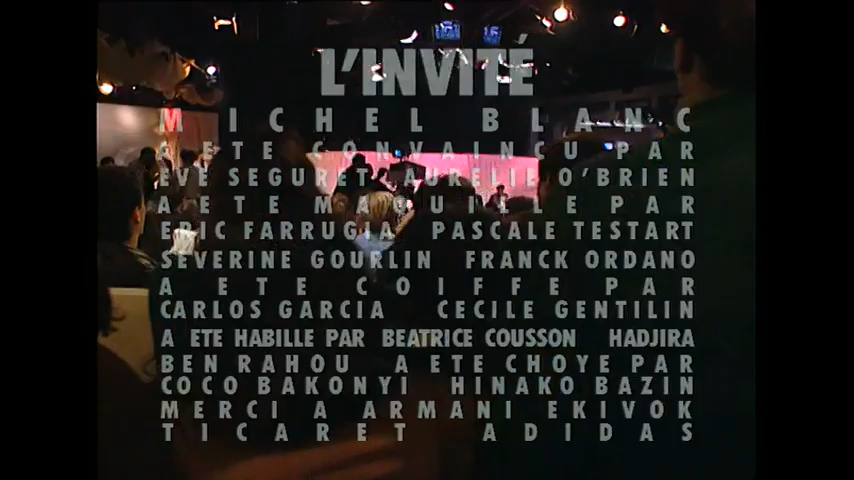 L'INVITÉ
MICHEL BLANC
A ETE CONVAINCU PAR
EVE SEGURET AURELIE O'BRIEN
A ETE MAQUILLE PAR
ERIC FARRUGIA PASCALE TESTART
SEVERINE GOURLIN FRANCK ORDANO
A ETE COIFFE PAR
CARLOS GARCIA CECILE GENTILIN
A ETE HABILLE PAR BEATRICE COUSSON HADJIRA
BEN RAHOU A ETE CHOYE PAR
COCO BAKONYI HINAKO BAZIN
MERCI A ARMANI EKIVOK
TICARET ADIDAS